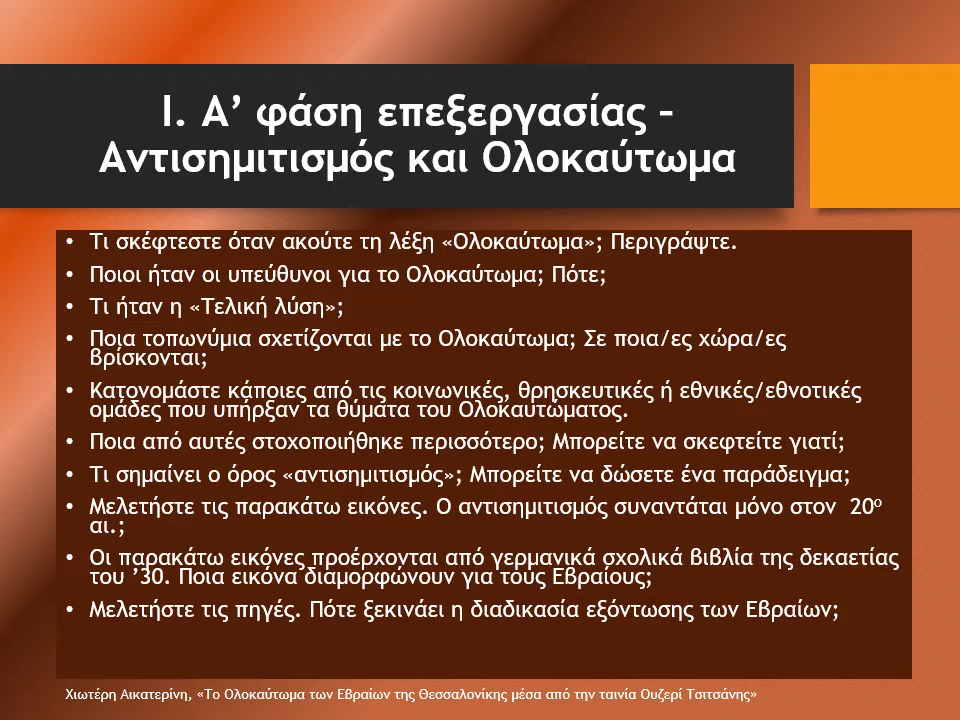 Ι. Α’ φάση επεξεργασίας –
Αντισημιτισμός και Ολοκαύτωμα
• Τι σκέφτεστε όταν ακούτε τη λέξη «Ολοκαύτωμα»; Περιγράψτε.
• Ποιοι ήταν οι υπεύθυνοι για το Ολοκαύτωμα; Πότε;
• Τι ήταν η «Τελική λύση»;
• Ποια τοπωνύμια σχετίζονται με το Ολοκαύτωμα; Σε ποια/ες χώρα/ες
βρίσκονται;
• Κατονομάστε κάποιες από τις κοινωνικές, θρησκευτικές ή εθνικές/εθνοτικές
ομάδες που υπήρξαν τα θύματα του Ολοκαυτώματος.
• Ποια από αυτές στοχοποιήθηκε περισσότερο; Μπορείτε να σκεφτείτε γιατί;
• Τι σημαίνει ο όρος «αντισημιτισμός»; Μπορείτε να δώσετε ένα παράδειγμα;
• Μελετήστε τις παρακάτω εικόνες. Ο αντισημιτισμός συναντάται μόνο στον 20ο
αι.;
• Οι παρακάτω εικόνες προέρχονται από γερμανικά σχολικά βιβλία της δεκαετίας
του ’30. Ποια εικόνα διαμορφώνουν για τους Εβραίους;
• Μελετήστε τις πηγές. Πότε ξεκινάει η διαδικασία εξόντωσης των Εβραίων;
Χιωτέρη Αικατερίνη, «Το Ολοκαύτωμα των Εβραίων της Θεσσαλονίκης μέσα από την ταινία Ουζερί Τσιτσάνης»